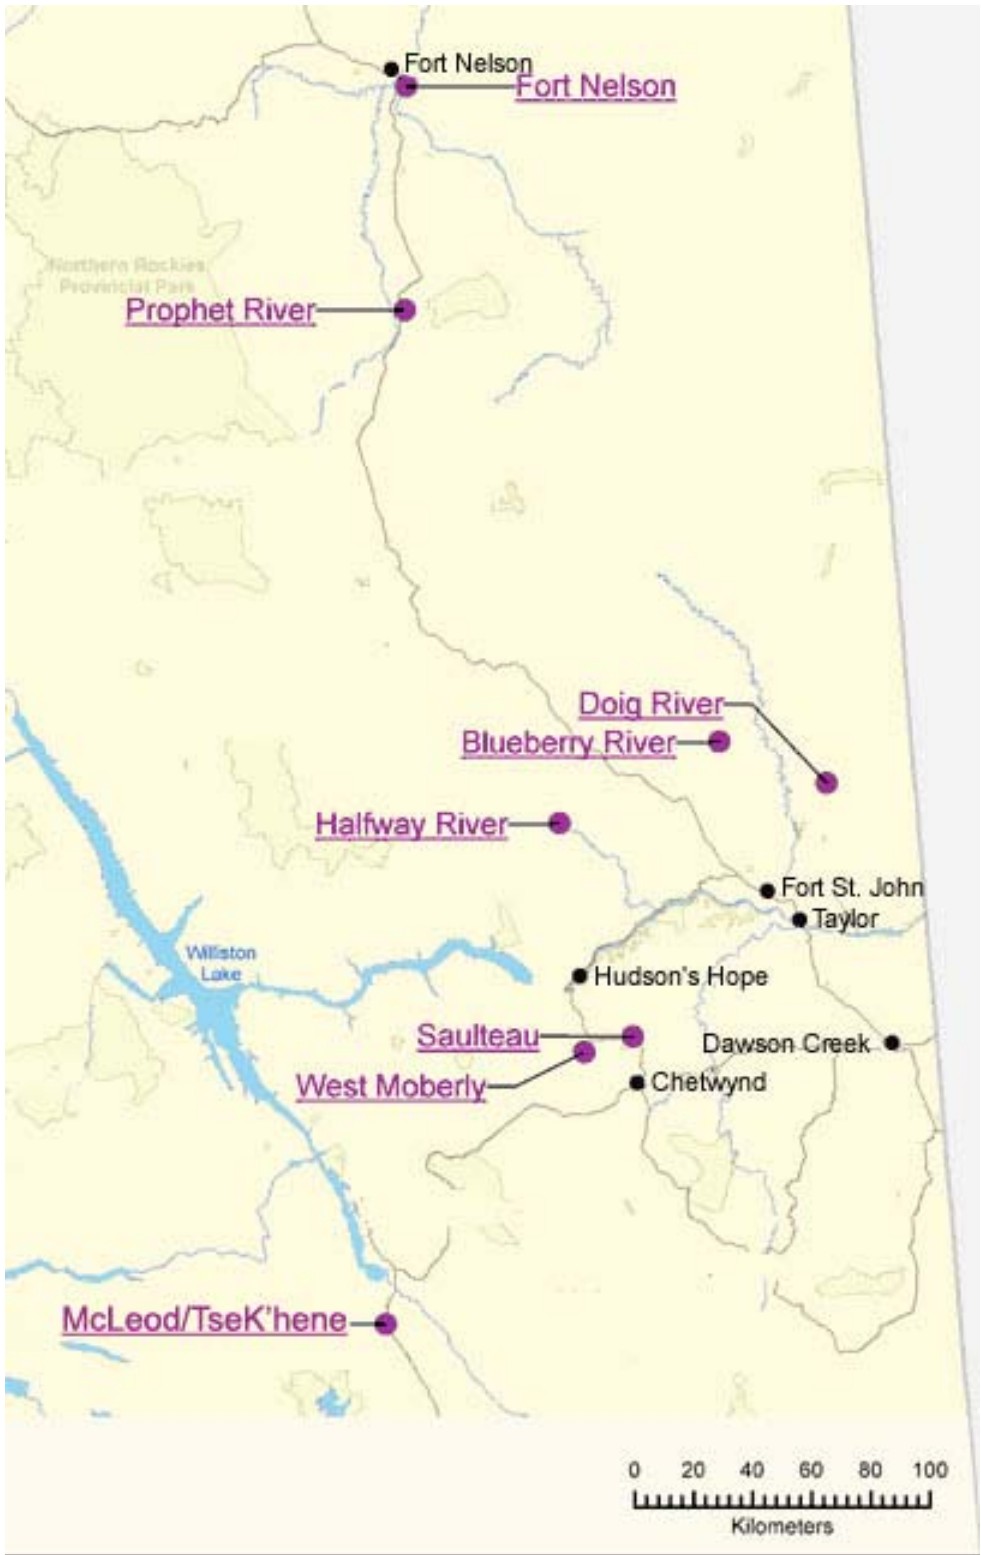 Fort Nelson
Fort Nelson
Northern Rockies
Provincial Park
Prophet River
Doig River
Blueberry River
Halfway River
Fort St. John
Taylor
Williston
Lake
Hudson's Hope
Saulteau
Dawson Creek
West Moberly
Chetwynd
McLeod/TseK'hene
0 20 40 60 80 100
Kilometers